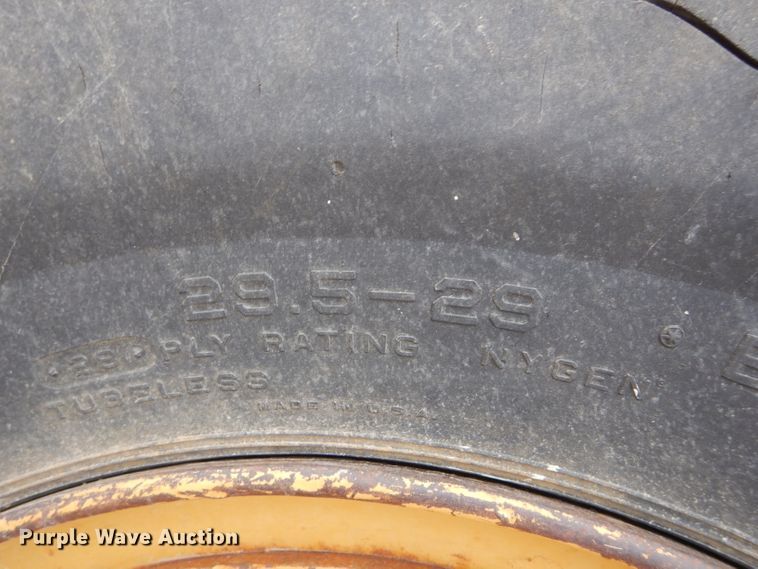 29.5-29
·28· PLY RATING NYGEN
TUBELESS
MADE IN U.S.A.
Purple Wave Auction